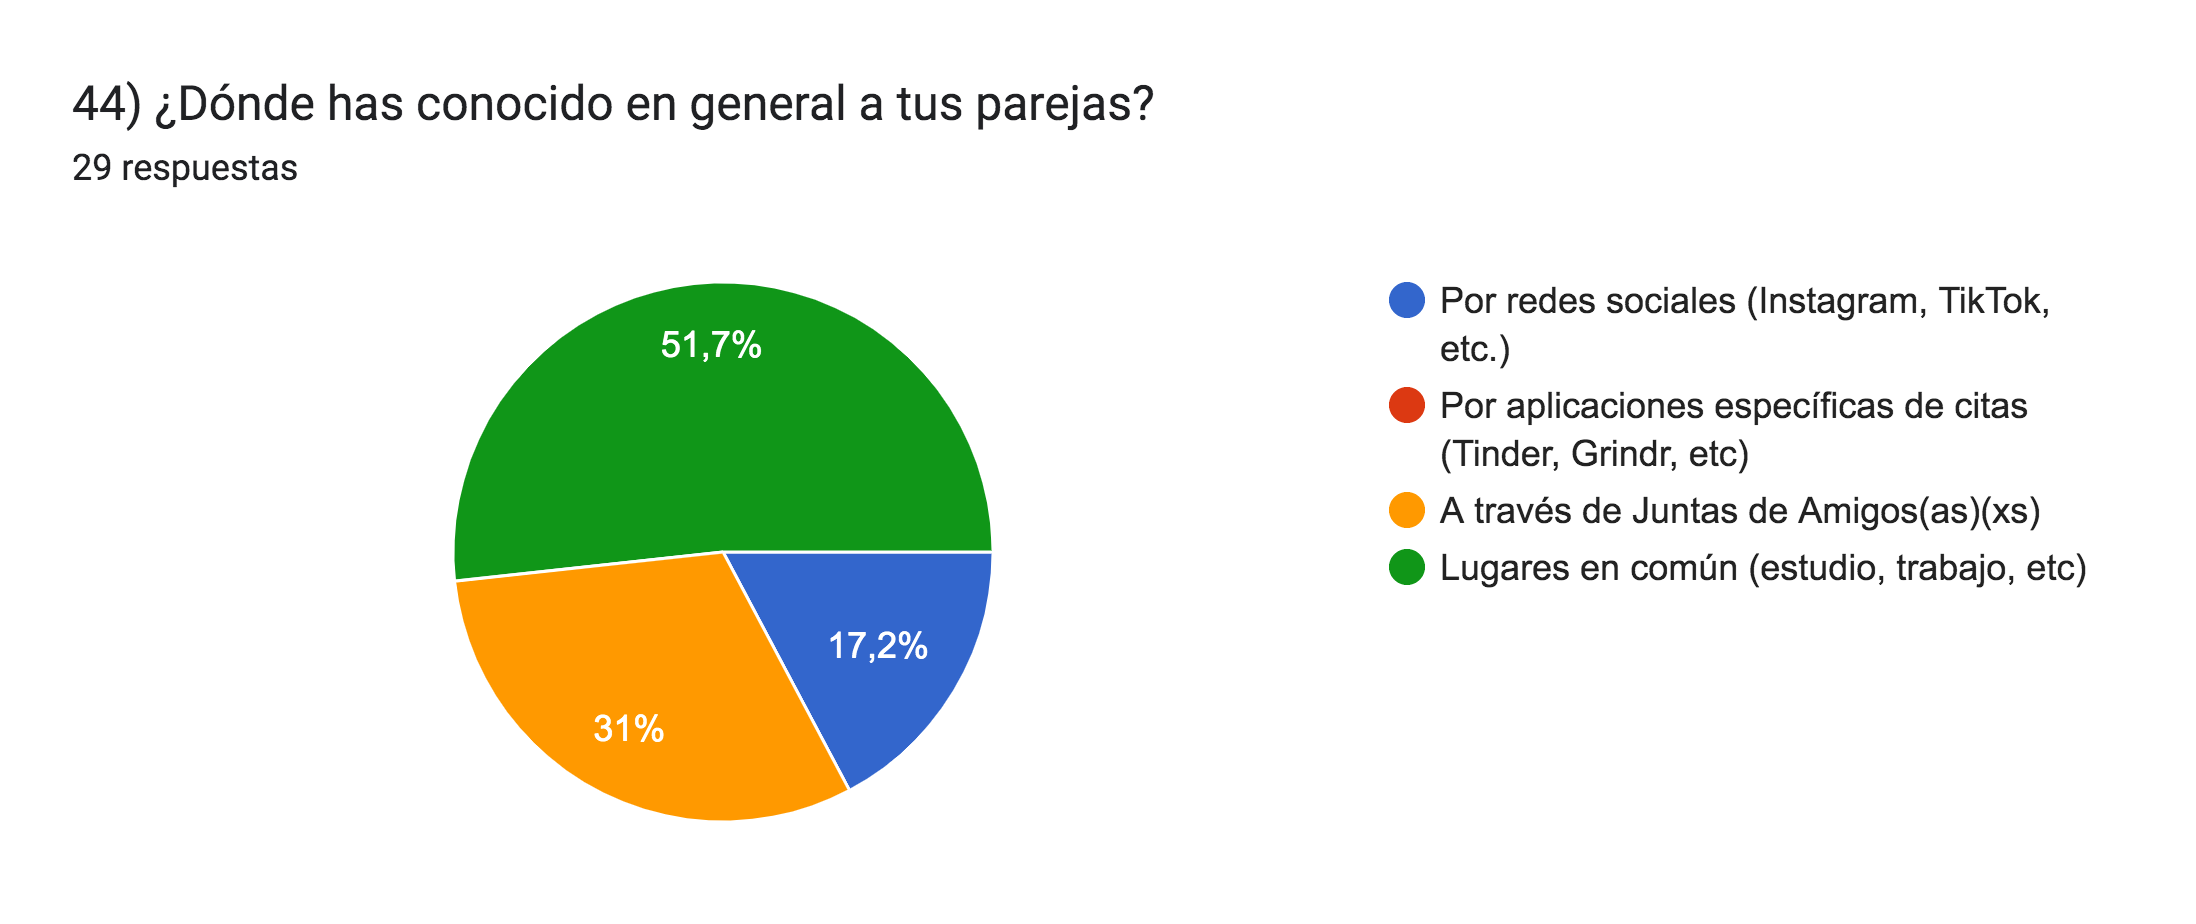 44) ¿Dónde has conocido en general a tus parejas?
29 respuestas
51,7%
17,2%
31%
Por redes sociales (Instagram, TikTok,
etc.)
Por aplicaciones específicas de citas
(Tinder, Grindr, etc)
A través de Juntas de Amigos(as)(xs)
Lugares en común (estudio, trabajo, etc)